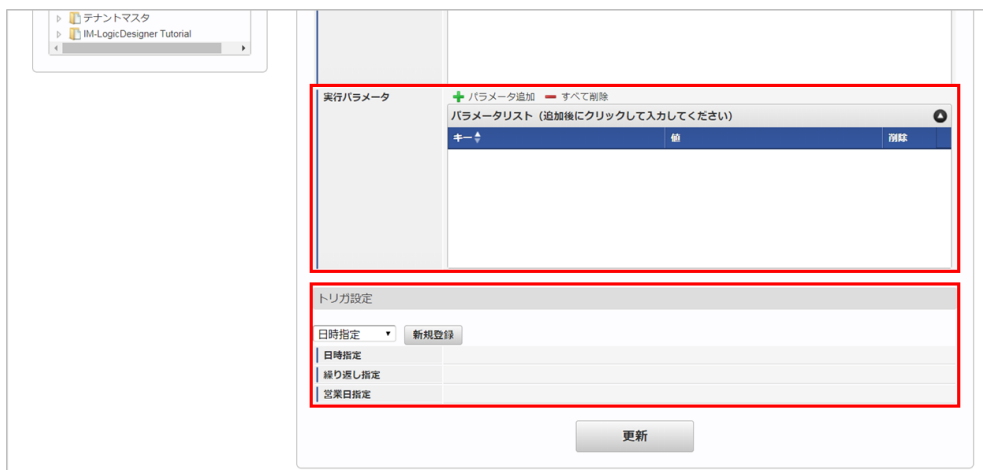 テナントマスタ
IM-LogicDesigner Tutorial
実行パラメータ
パラメータ追加 すべて削除
パラメータリスト（追加後にクリックして入力してください）
キー 値 削除
トリガ設定
日時指定 新規登録
日時指定
繰り返し指定
営業日指定
更新